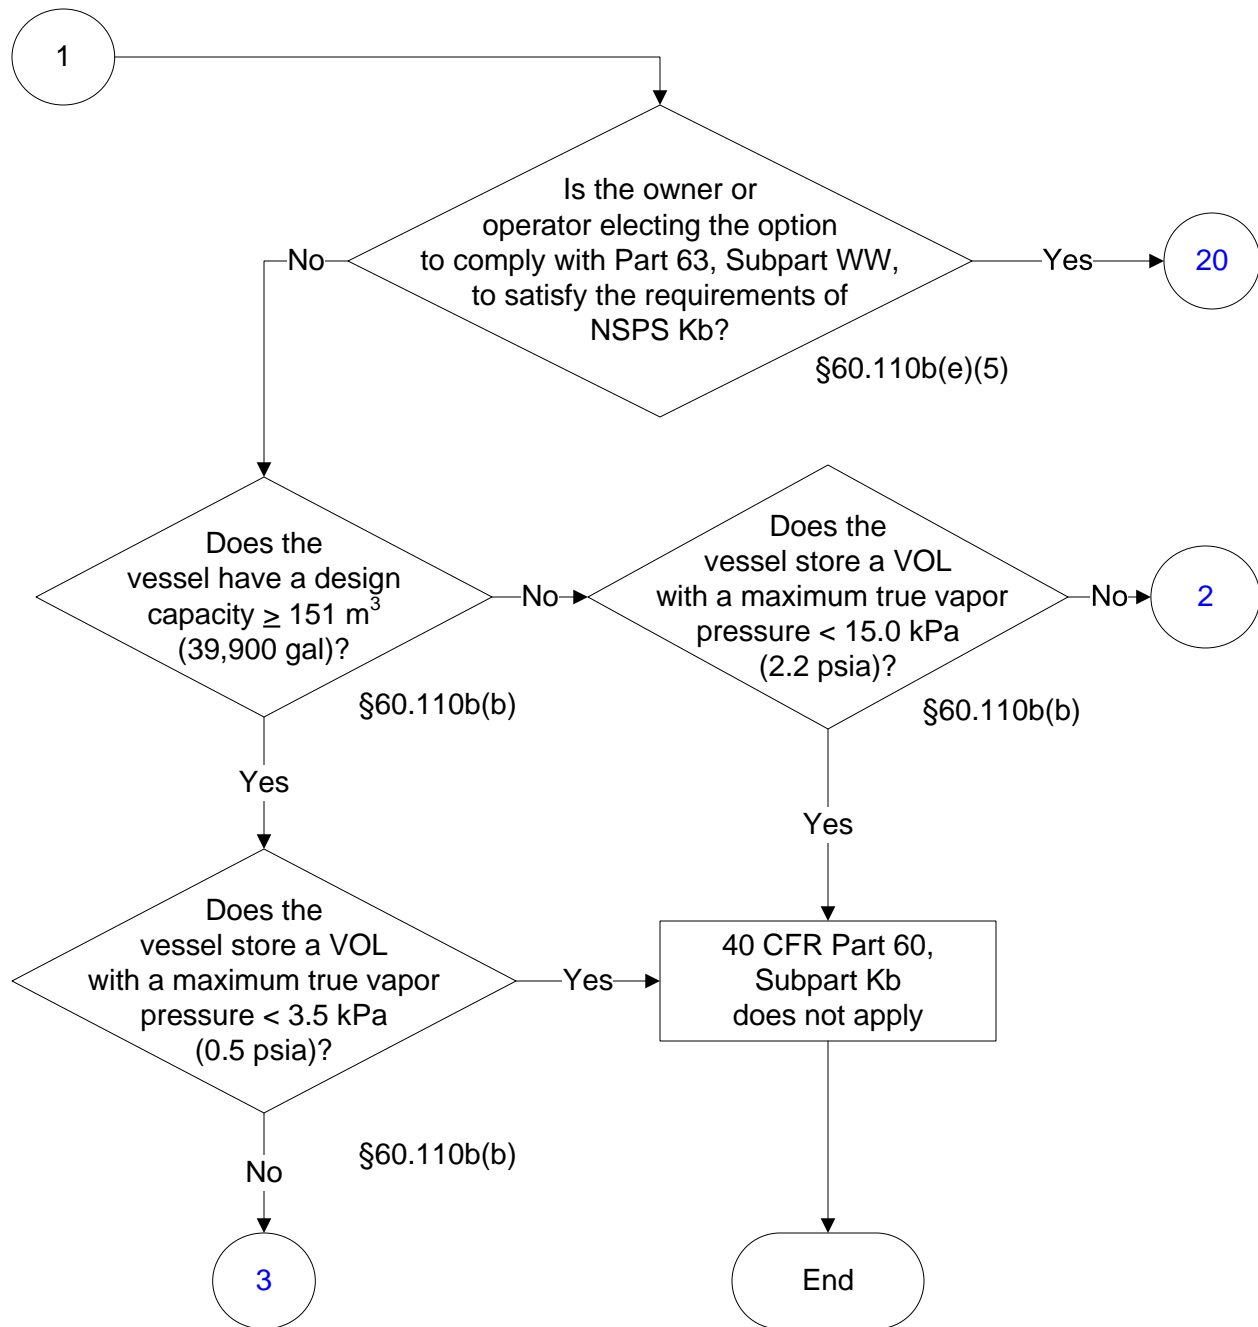 1
Is the owner or
operator electing the option
to comply with Part 63, Subpart WW,
to satisfy the requirements of
NSPS Kb?
No
Yes
20
§60.110b(e)(5)
Does the
vessel have a design
capacity ≥ 151 m³
(39,900 gal)?
§60.110b(b)
No
Does the
vessel store a VOL
with a maximum true vapor
pressure < 15.0 kPa
(2.2 psia)?
§60.110b(b)
No
2
Yes
Yes
Does the
vessel store a VOL
with a maximum true vapor
pressure < 3.5 kPa
(0.5 psia)?
§60.110b(b)
Yes
40 CFR Part 60,
Subpart Kb
does not apply
No
3
End